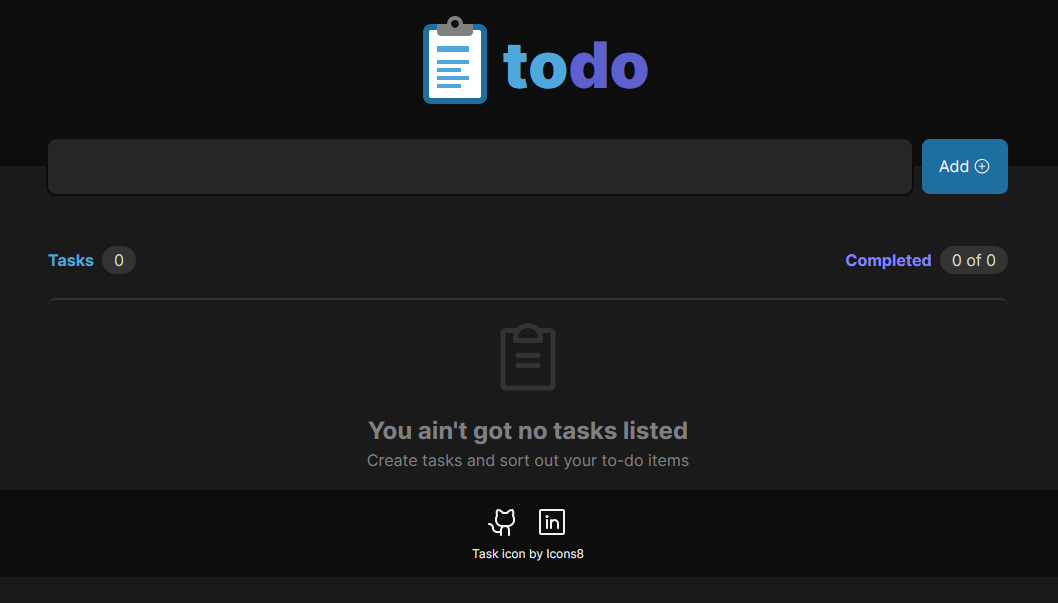 todo
Add
Tasks 0
Completed 0 of 0
You ain't got no tasks listed
Create tasks and sort out your to-do items
in
Task icon by Icons8